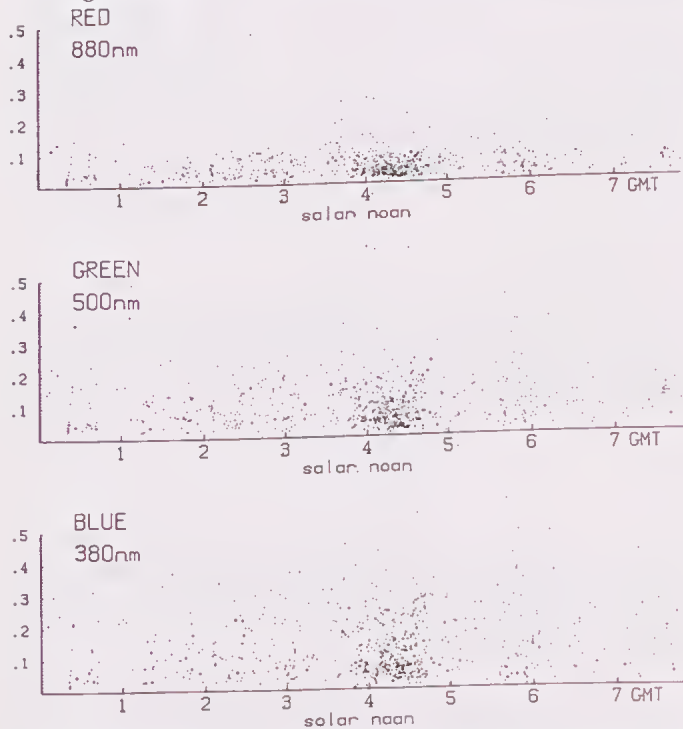 RED
880nm
.5
.4
.3
.2
.1
1 2 3 4 5 6 7 GMT
solar noon
GREEN
500nm
.5
.4
.3
.2
.1
1 2 3 4 5 6 7 GMT
solar noon
BLUE
380nm
.5
.4
.3
.2
.1
1 2 3 4 5 6 7 GMT
solar noon